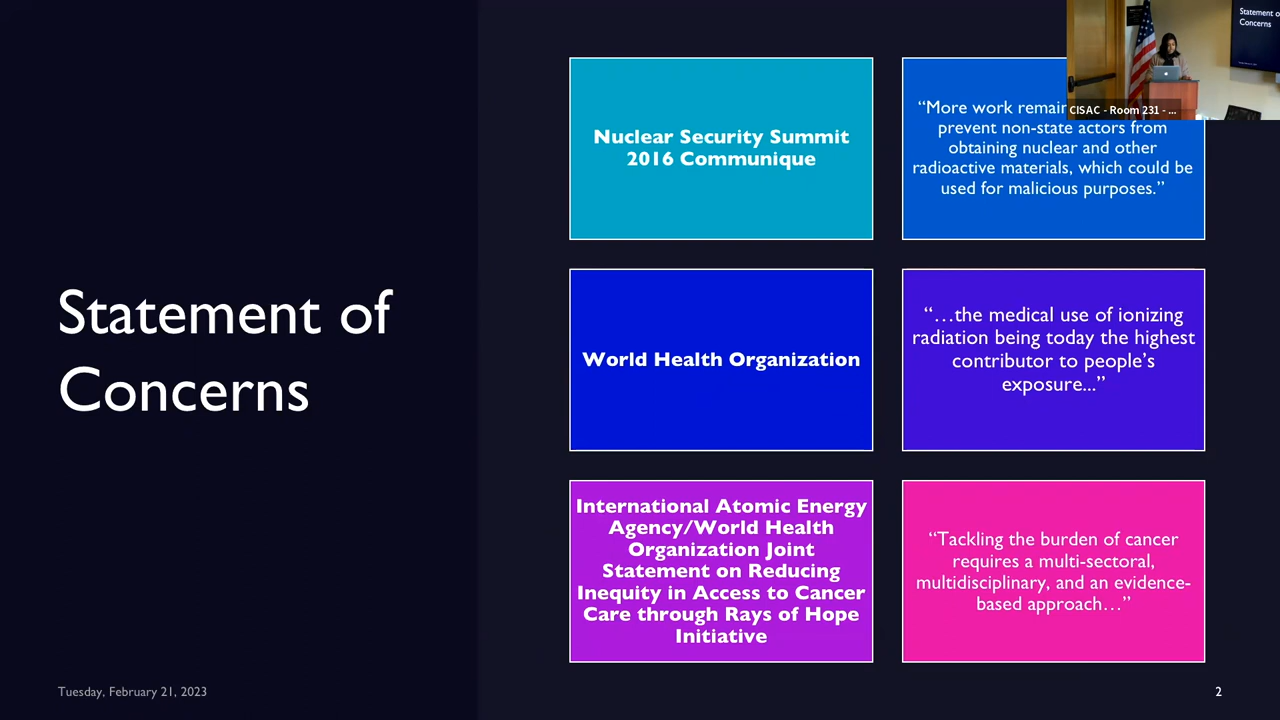 Statement of
Concerns
Nuclear Security Summit
2016 Communique
“More work remai
prevent non-state actors from
obtaining nuclear and other
radioactive materials, which could be
used for malicious purposes.”
World Health Organization
“…the medical use of ionizing
radiation being today the highest
contributor to people’s
exposure...”
International Atomic Energy
Agency/World Health
Organization Joint
Statement on Reducing
Inequity in Access to Cancer
Care through Rays of Hope
Initiative
“Tackling the burden of cancer
requires a multi-sectoral,
multidisciplinary, and an evidence-
based approach…”
Tuesday, February 21, 2023
2
Statement o
Concerns
CISAC - Room 231 - ...